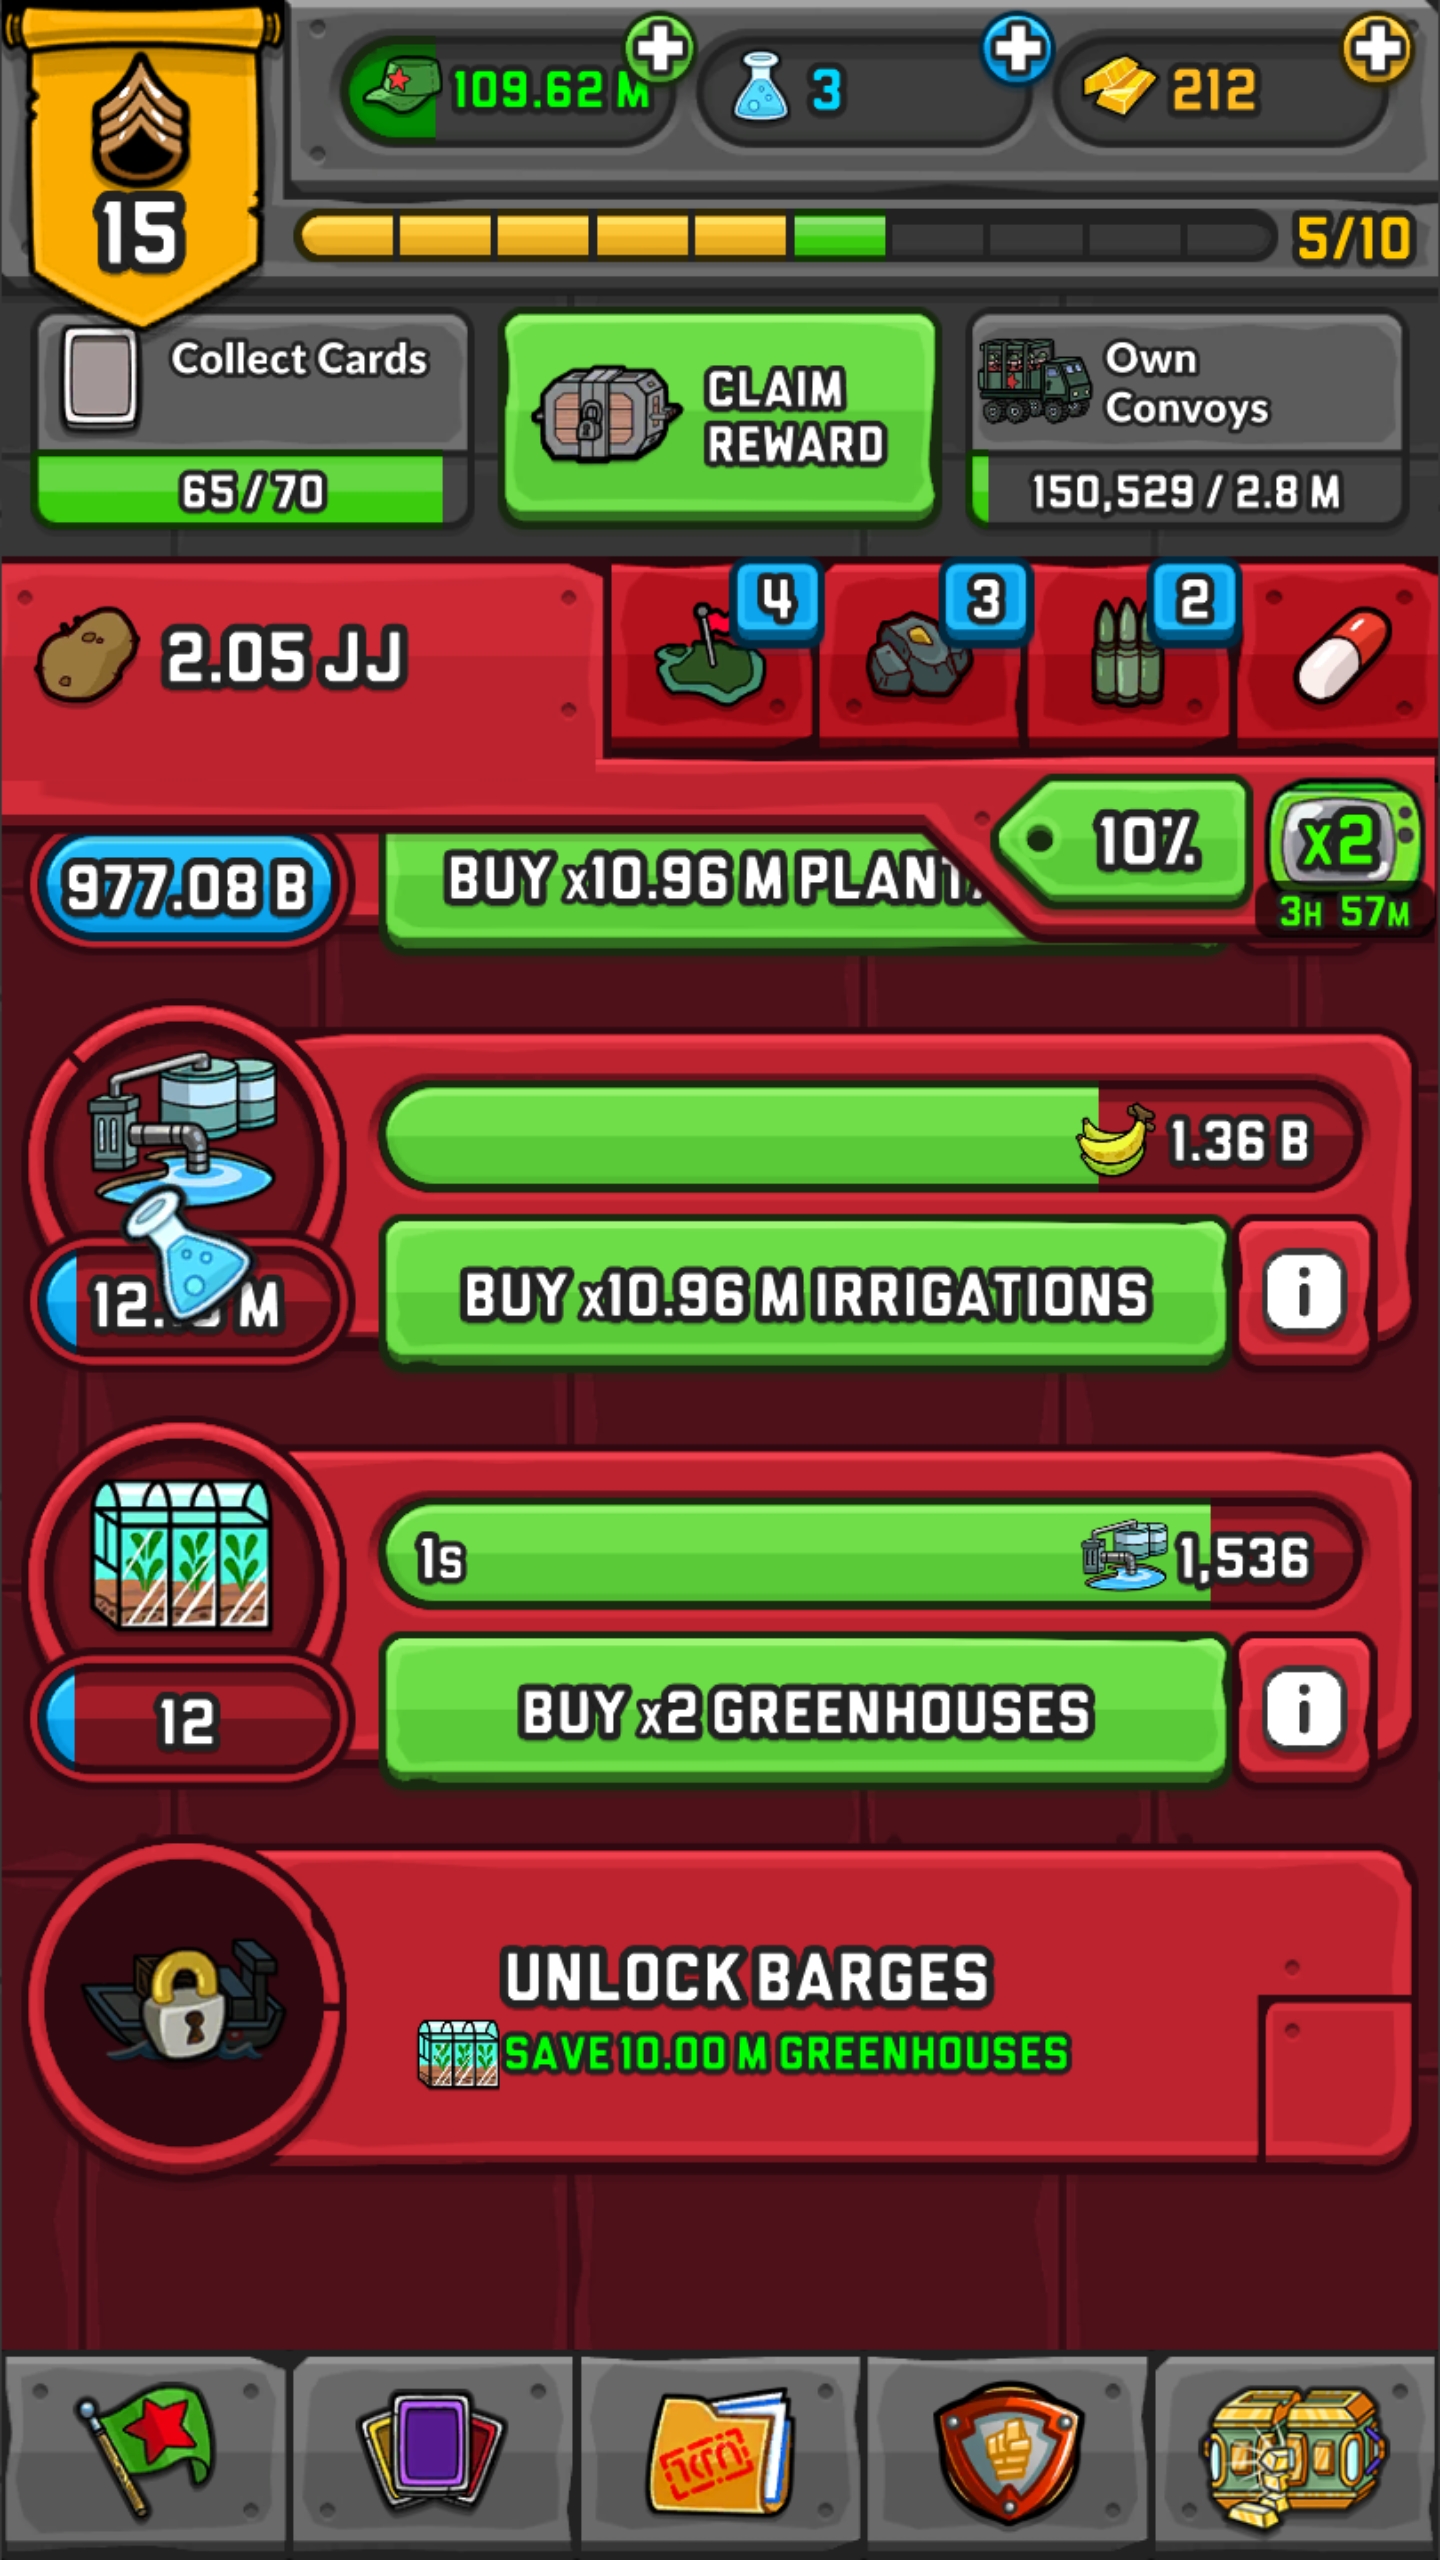 15
109.62 M
3
212
5/10
Collect Cards
65/70
CLAIM
REWARD
Own
Convoys
150,529 / 2.8 M
2.05 JJ
4
3
2
10%
x2
3H 57M
977.08 B
BUY x10.96 M
1.36 B
12. M
BUY x10.96 M IRRIGATIONS
i
1s
1,536
12
BUY x2 GREENHOUSES
i
UNLOCK BARGES
SAVE 10.00 M GREENHOUSES